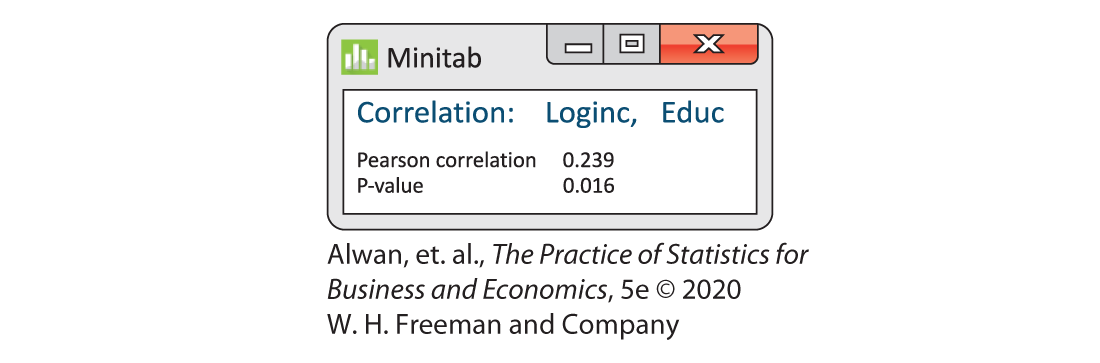 Minitab
Correlation: Loginc, Educ
Pearson correlation 0.239
P-value 0.016
Alwan, et. al., The Practice of Statistics for
Business and Economics, 5e © 2020
W. H. Freeman and Company